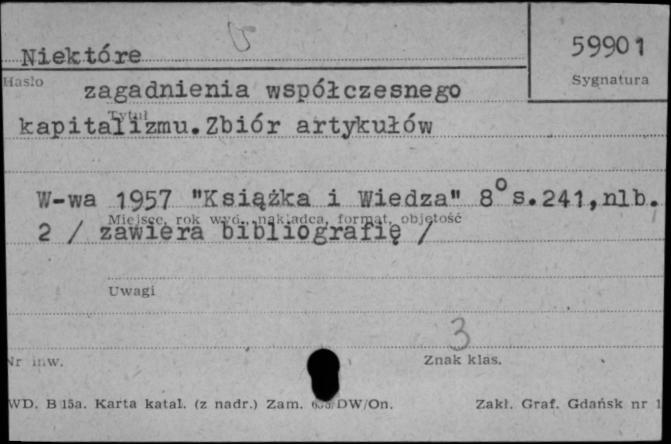 Niektóre
59901
Hasło
Sygnatura
zagadnienia współczesnego
Tytuł
kapitalizmu.Zbiór artykułów
W-wa 1957 "Książka i Wiedza" 8° s.241,nlb.
Miejsce, rok wyd., nakładca, format, objętość
2 / zawiera bibliografię /
Uwagi
3
Nr inw.
Znak klas.
WD. B 15a. Karta katal. (z nadr.) Zam. DW/On.
Zakł. Graf. Gdańsk nr 1